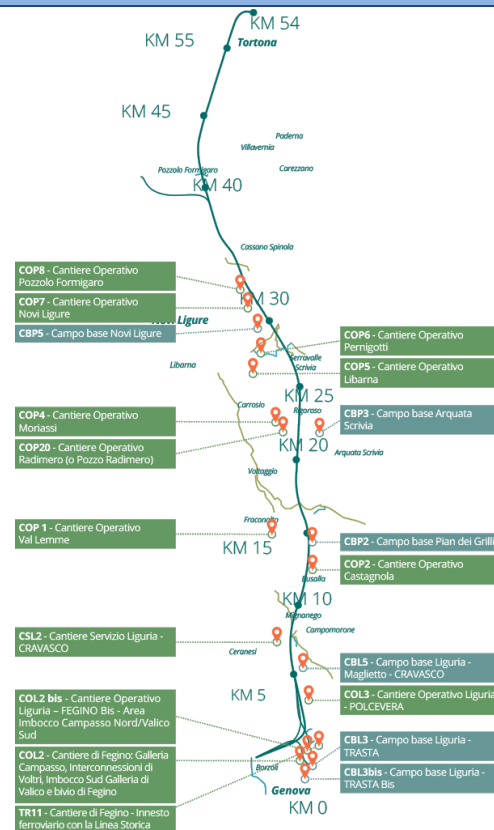 KM 54
KM 55
Tortona
KM 45
Paderna
Villavernia
Pozzolo Formigaro
Carezzano
KM 40
Cassano Spinola
COP8 - Cantiere Operativo
Pozzolo Formigaro
COP7 - Cantiere Operativo
Novi Ligure
KM 30
Novi Ligure
CBP5 - Campo base Novi Ligure
COP6 - Cantiere Operativo
Pernigotti
Serravalle
Scrivia
Libarna
COP5 - Cantiere Operativo
Libarna
KM 25
Carrosio
Rigoroso
COP4 - Cantiere Operativo
Moriassi
CBP3 - Campo base Arquata
Scrivia
COP20 - Cantiere Operativo
Radimero (o Pozzo Radimero)
KM 20
Arquata Scrivia
Voltaggio
Fraconalto
COP 1 - Cantiere Operativo
Val Lemme
KM 15
CBP2 - Campo base Pian dei Grilli
COP2 - Cantiere Operativo
Castagnola
Busalla
KM 10
Mignanego
Campomorone
CSL2 - Cantiere Servizio Liguria -
CRAVASCO
Ceranesi
CBL5 - Campo base Liguria -
Maglietto - CRAVASCO
KM 5
COL3 - Cantiere Operativo Liguria
- POLCEVERA
COL2 bis - Cantiere Operativo
Liguria – FEGINO Bis - Area
Imbocco Campasso Nord/Valico
Sud
CBL3 - Campo base Liguria -
TRASTA
COL2 - Cantiere di Fegino: Galleria
Campasso, Interconnessioni di
Voltri, Imbocco Sud Galleria di
Valico e bivio di Fegino
Borzoli
CBL3bis - Campo base Liguria -
TRASTA Bis
Genova
KM 0
TR11 - Cantiere di Fegino - Innesto
ferroviario con la Linea Storica